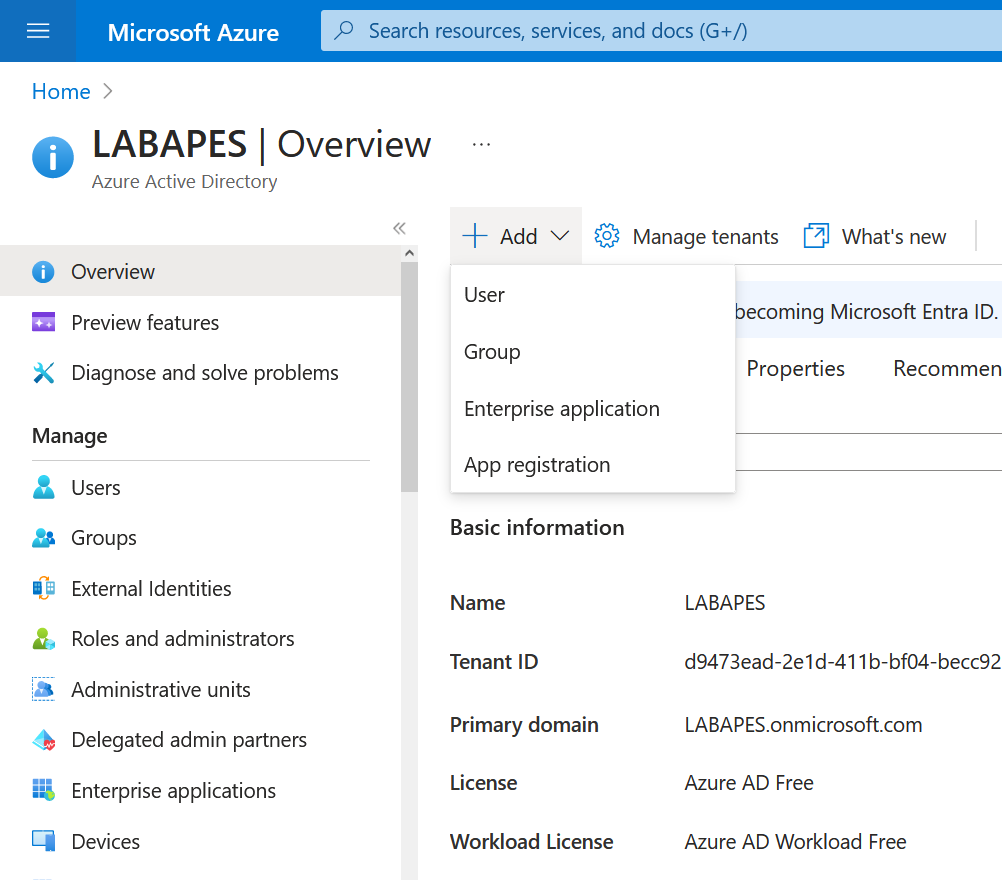 Microsoft Azure
Search resources, services, and docs (G+/)
Home
LABAPES | Overview
...
Azure Active Directory
Add
Manage tenants
What's new
Overview
Preview features
Diagnose and solve problems
Manage
Users
Groups
External Identities
Roles and administrators
Administrative units
Delegated admin partners
Enterprise applications
Devices
User
Group
Enterprise application
App registration
becoming Microsoft Entra ID.
Properties
Recommen
Basic information
Name LABAPES
Tenant ID d9473ead-2e1d-411b-bf04-becc92
Primary domain LABAPES.onmicrosoft.com
License Azure AD Free
Workload License Azure AD Workload Free